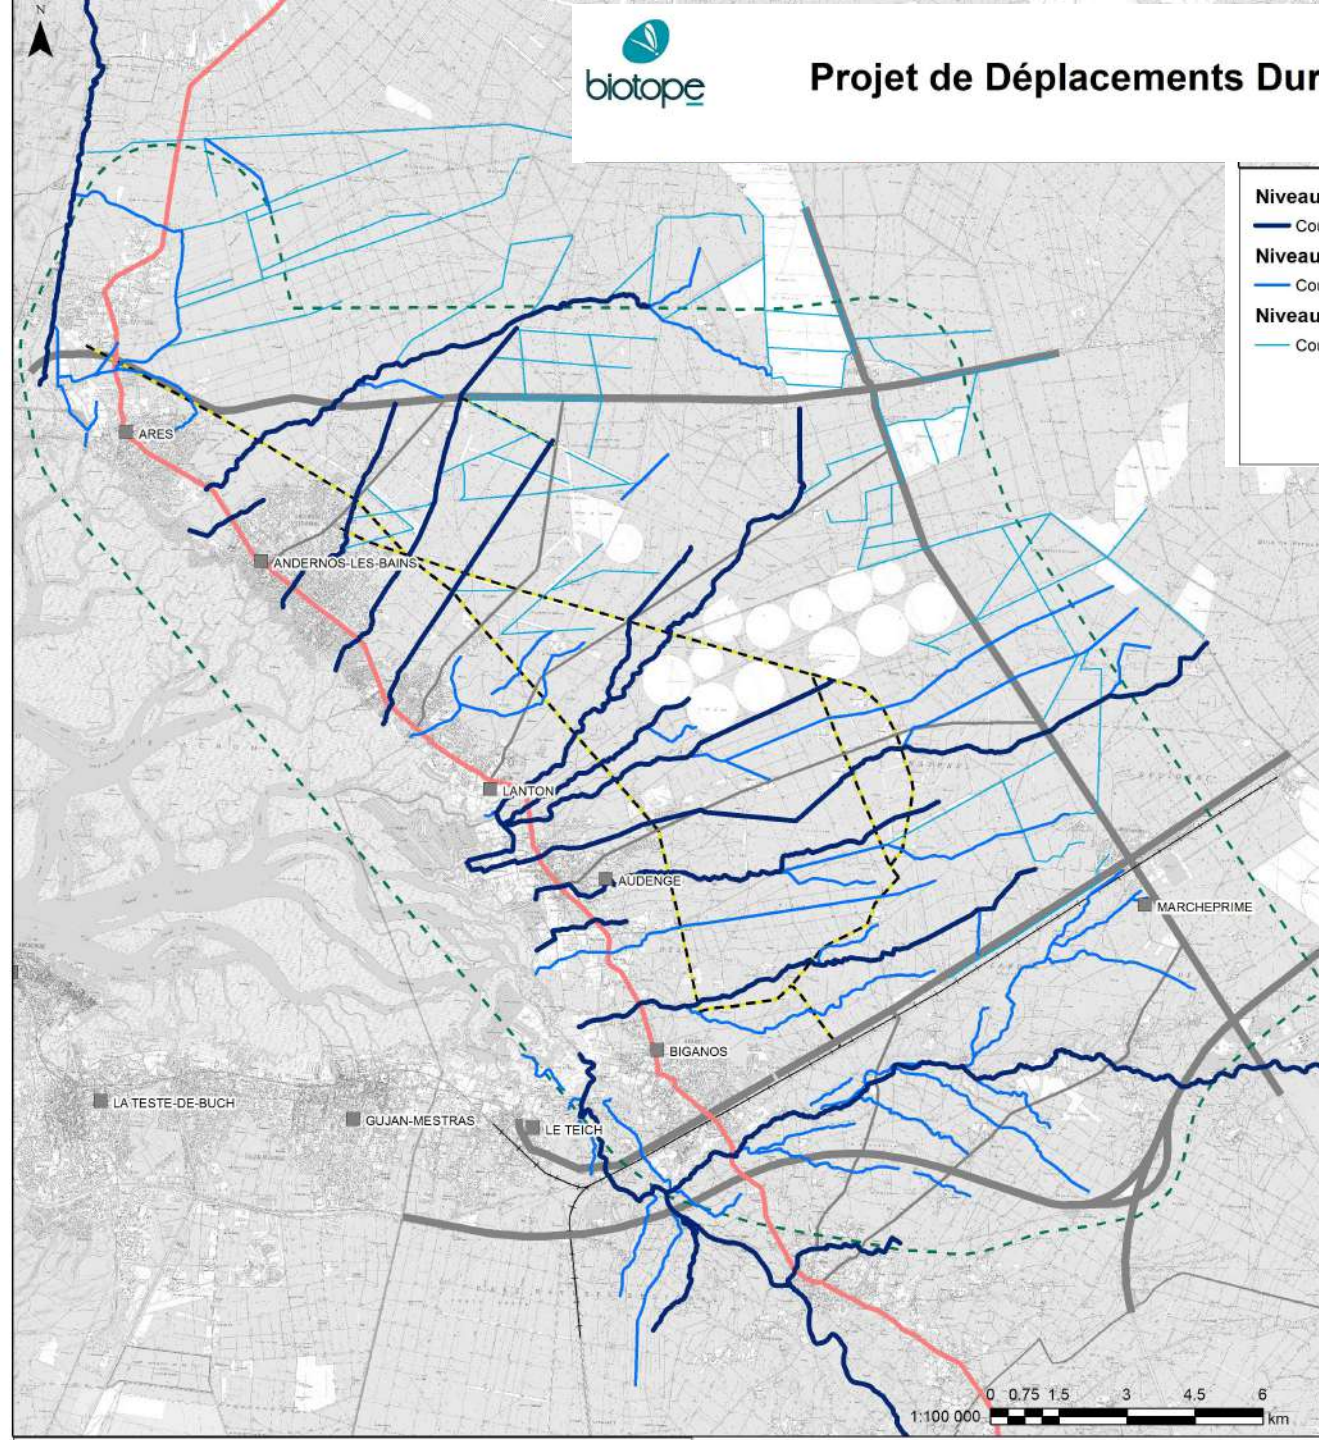 N
biotope
Projet de Déplacements Dur
Niveau
Cou
Niveau
Cou
Niveau
Cou
ARES
ANDERNOS-LES-BAINS
LANTON
AUDENGE
MARCHEPRIME
BIGANOS
LA TESTE-DE-BUCH
GUJAN-MESTRAS
LE TEICH
0 0.75 1.5 3 4.5 6
1:100 000
km